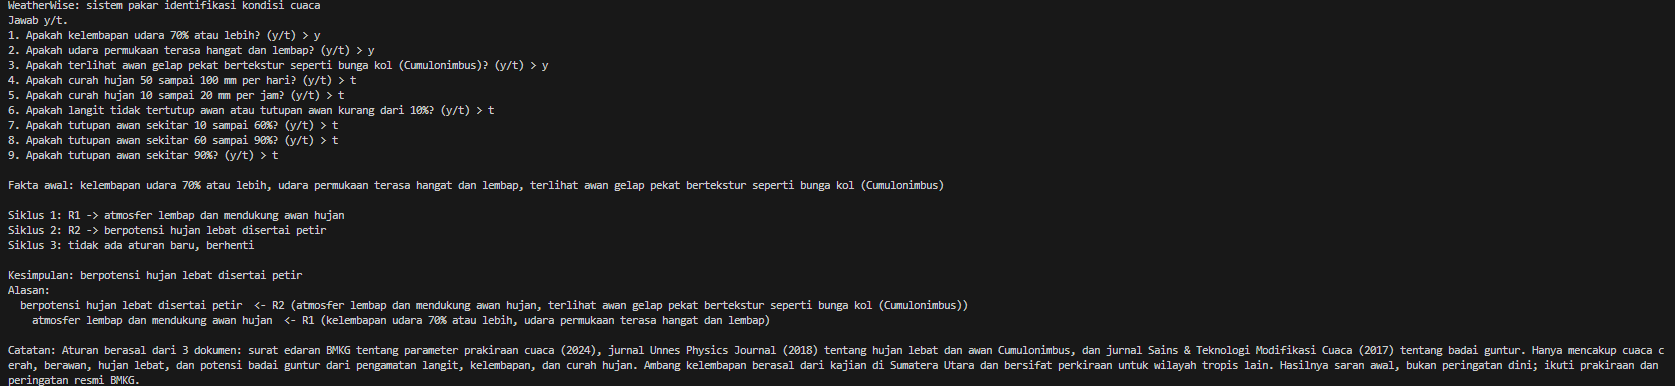 WeatherWise: sistem pakar identifikasi kondisi cuaca
Jawab y/t.
1. Apakah kelembapan udara 70% atau lebih? (y/t) > y
2. Apakah udara permukaan terasa hangat dan lembap? (y/t) > y
3. Apakah terlihat awan gelap pekat bertekstur seperti bunga kol (Cumulonimbus)? (y/t) > y
4. Apakah curah hujan 50 sampai 100 mm per hari? (y/t) > t
5. Apakah curah hujan 10 sampai 20 mm per jam? (y/t) > t
6. Apakah langit tidak tertutup awan atau tutupan awan kurang dari 10%? (y/t) > t
7. Apakah tutupan awan sekitar 10 sampai 60%? (y/t) > t
8. Apakah tutupan awan sekitar 60 sampai 90%? (y/t) > t
9. Apakah tutupan awan sekitar 90%? (y/t) > t
Fakta awal: kelembapan udara 70% atau lebih, udara permukaan terasa hangat dan lembap, terlihat awan gelap pekat bertekstur seperti bunga kol (Cumulonimbus)
Siklus 1: R1 -> atmosfer lembap dan mendukung awan hujan
Siklus 2: R2 -> berpotensi hujan lebat disertai petir
Siklus 3: tidak ada aturan baru, berhenti
Kesimpulan: berpotensi hujan lebat disertai petir
Alasan:
berpotensi hujan lebat disertai petir <- R2 (atmosfer lembap dan mendukung awan hujan, terlihat awan gelap pekat bertekstur seperti bunga kol (Cumulonimbus))
atmosfer lembap dan mendukung awan hujan <- R1 (kelembapan udara 70% atau lebih, udara permukaan terasa hangat dan lembap)
Catatan: Aturan berasal dari 3 dokumen: surat edaran BMKG tentang parameter prakiraan cuaca (2024), jurnal Unnes Physics Journal (2018) tentang hujan lebat dan awan Cumulonimbus, dan jurnal Sains & Teknologi Modifikasi Cuaca (2017) tentang badai guntur. Hanya mencakup cuaca c
erah, berawan, hujan lebat, dan potensi badai guntur dari pengamatan langit, kelembapan, dan curah hujan. Ambang kelembapan berasal dari kajian di Sumatera Utara dan bersifat perkiraan untuk wilayah tropis lain. Hasilnya saran awal, bukan peringatan dini; ikuti prakiraan dan
peringatan resmi BMKG.